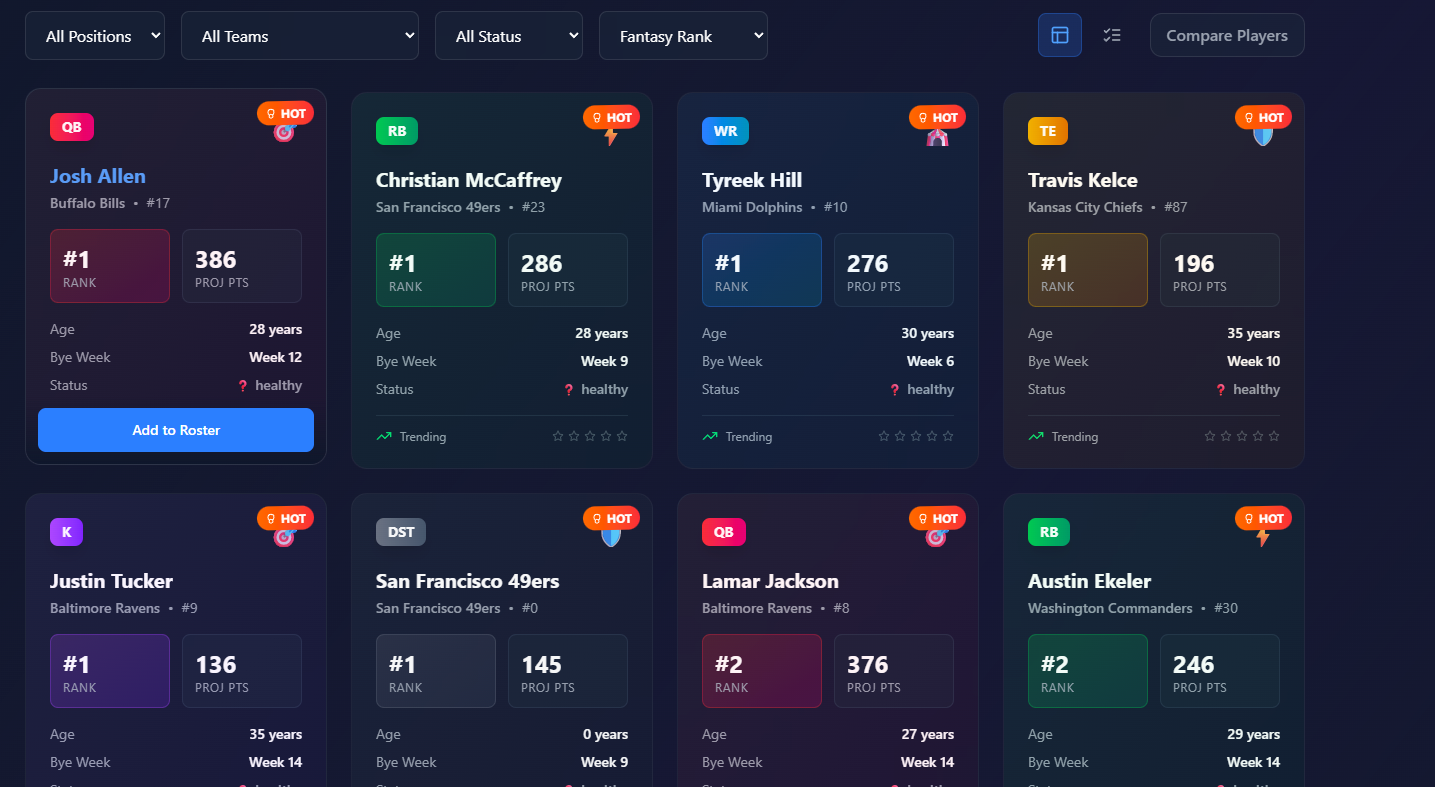 All Positions
All Teams
All Status
Fantasy Rank
Compare Players
QB
HOT
Josh Allen
Buffalo Bills • #17
#1
RANK
386
PROJ PTS
Age 28 years
Bye Week Week 12
Status ❓ healthy
Add to Roster
RB
HOT
Christian McCaffrey
San Francisco 49ers • #23
#1
RANK
286
PROJ PTS
Age 28 years
Bye Week Week 9
Status ❓ healthy
Trending
WR
HOT
Tyreek Hill
Miami Dolphins • #10
#1
RANK
276
PROJ PTS
Age 30 years
Bye Week Week 6
Status ❓ healthy
Trending
TE
HOT
Travis Kelce
Kansas City Chiefs • #87
#1
RANK
196
PROJ PTS
Age 35 years
Bye Week Week 10
Status ❓ healthy
Trending
K
HOT
Justin Tucker
Baltimore Ravens • #9
#1
RANK
136
PROJ PTS
Age 35 years
Bye Week Week 14
DST
HOT
San Francisco 49ers
San Francisco 49ers • #0
#1
RANK
145
PROJ PTS
Age 0 years
Bye Week Week 9
QB
HOT
Lamar Jackson
Baltimore Ravens • #8
#2
RANK
376
PROJ PTS
Age 27 years
Bye Week Week 14
RB
HOT
Austin Ekeler
Washington Commanders • #30
#2
RANK
246
PROJ PTS
Age 29 years
Bye Week Week 14